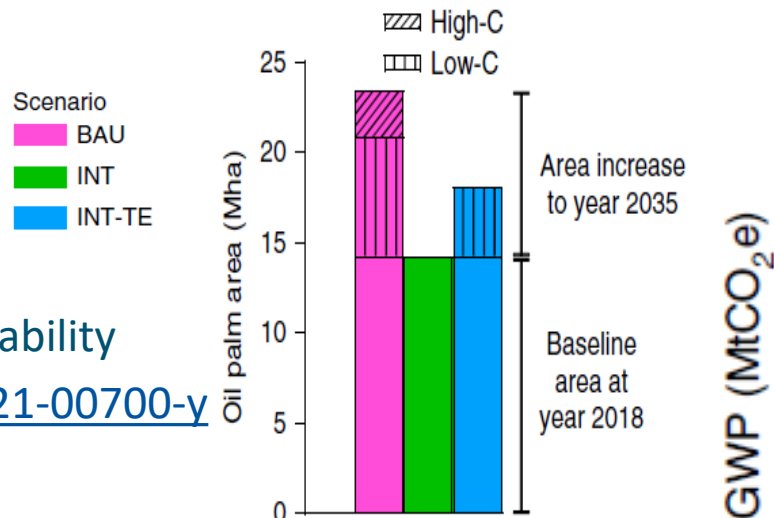 High-C
Low-C
Scenario
BAU
INT
INT-TE
ability
21-00700-y
Oil palm area (Mha)
25
20
15
10
5
0
Area increase
to year 2035
Baseline
area at
year 2018
GWP (MtCO₂e)